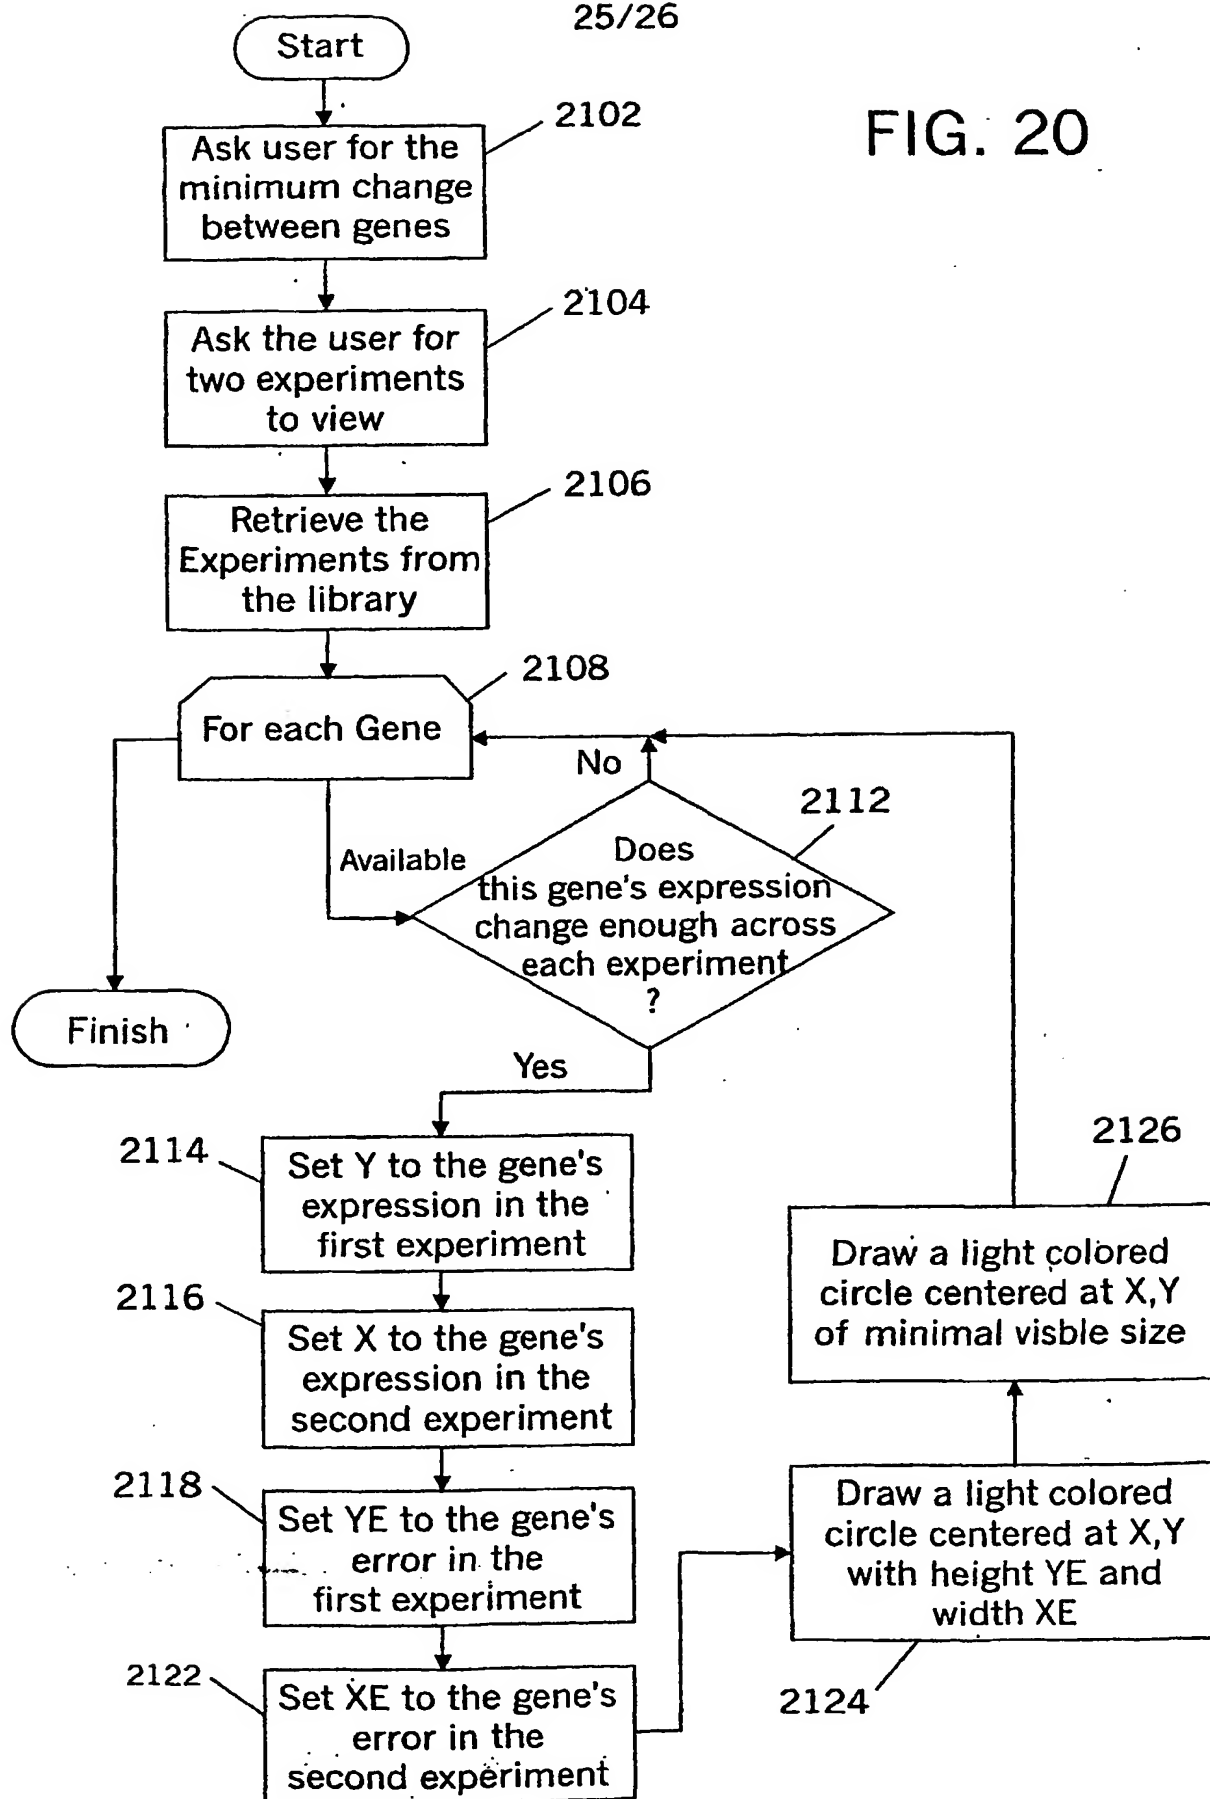 25/26
Start
FIG. 20
2102
Ask user for the
minimum change
between genes
2104
Ask the user for
two experiments
to view
2106
Retrieve the
Experiments from
the library
2108
For each Gene
No
2112
Available
Does
this gene's expression
change enough across
each experiment
?
Finish
Yes
2114
Set Y to the gene's
expression in the
first experiment
2116
Set X to the gene's
expression in the
second experiment
2118
Set YE to the gene's
error in the
first experiment
2122
Set XE to the gene's
error in the
second experiment
2124
Draw a light colored
circle centered at X,Y
with height YE and
width XE
2126
Draw a light colored
circle centered at X,Y
of minimal visble size